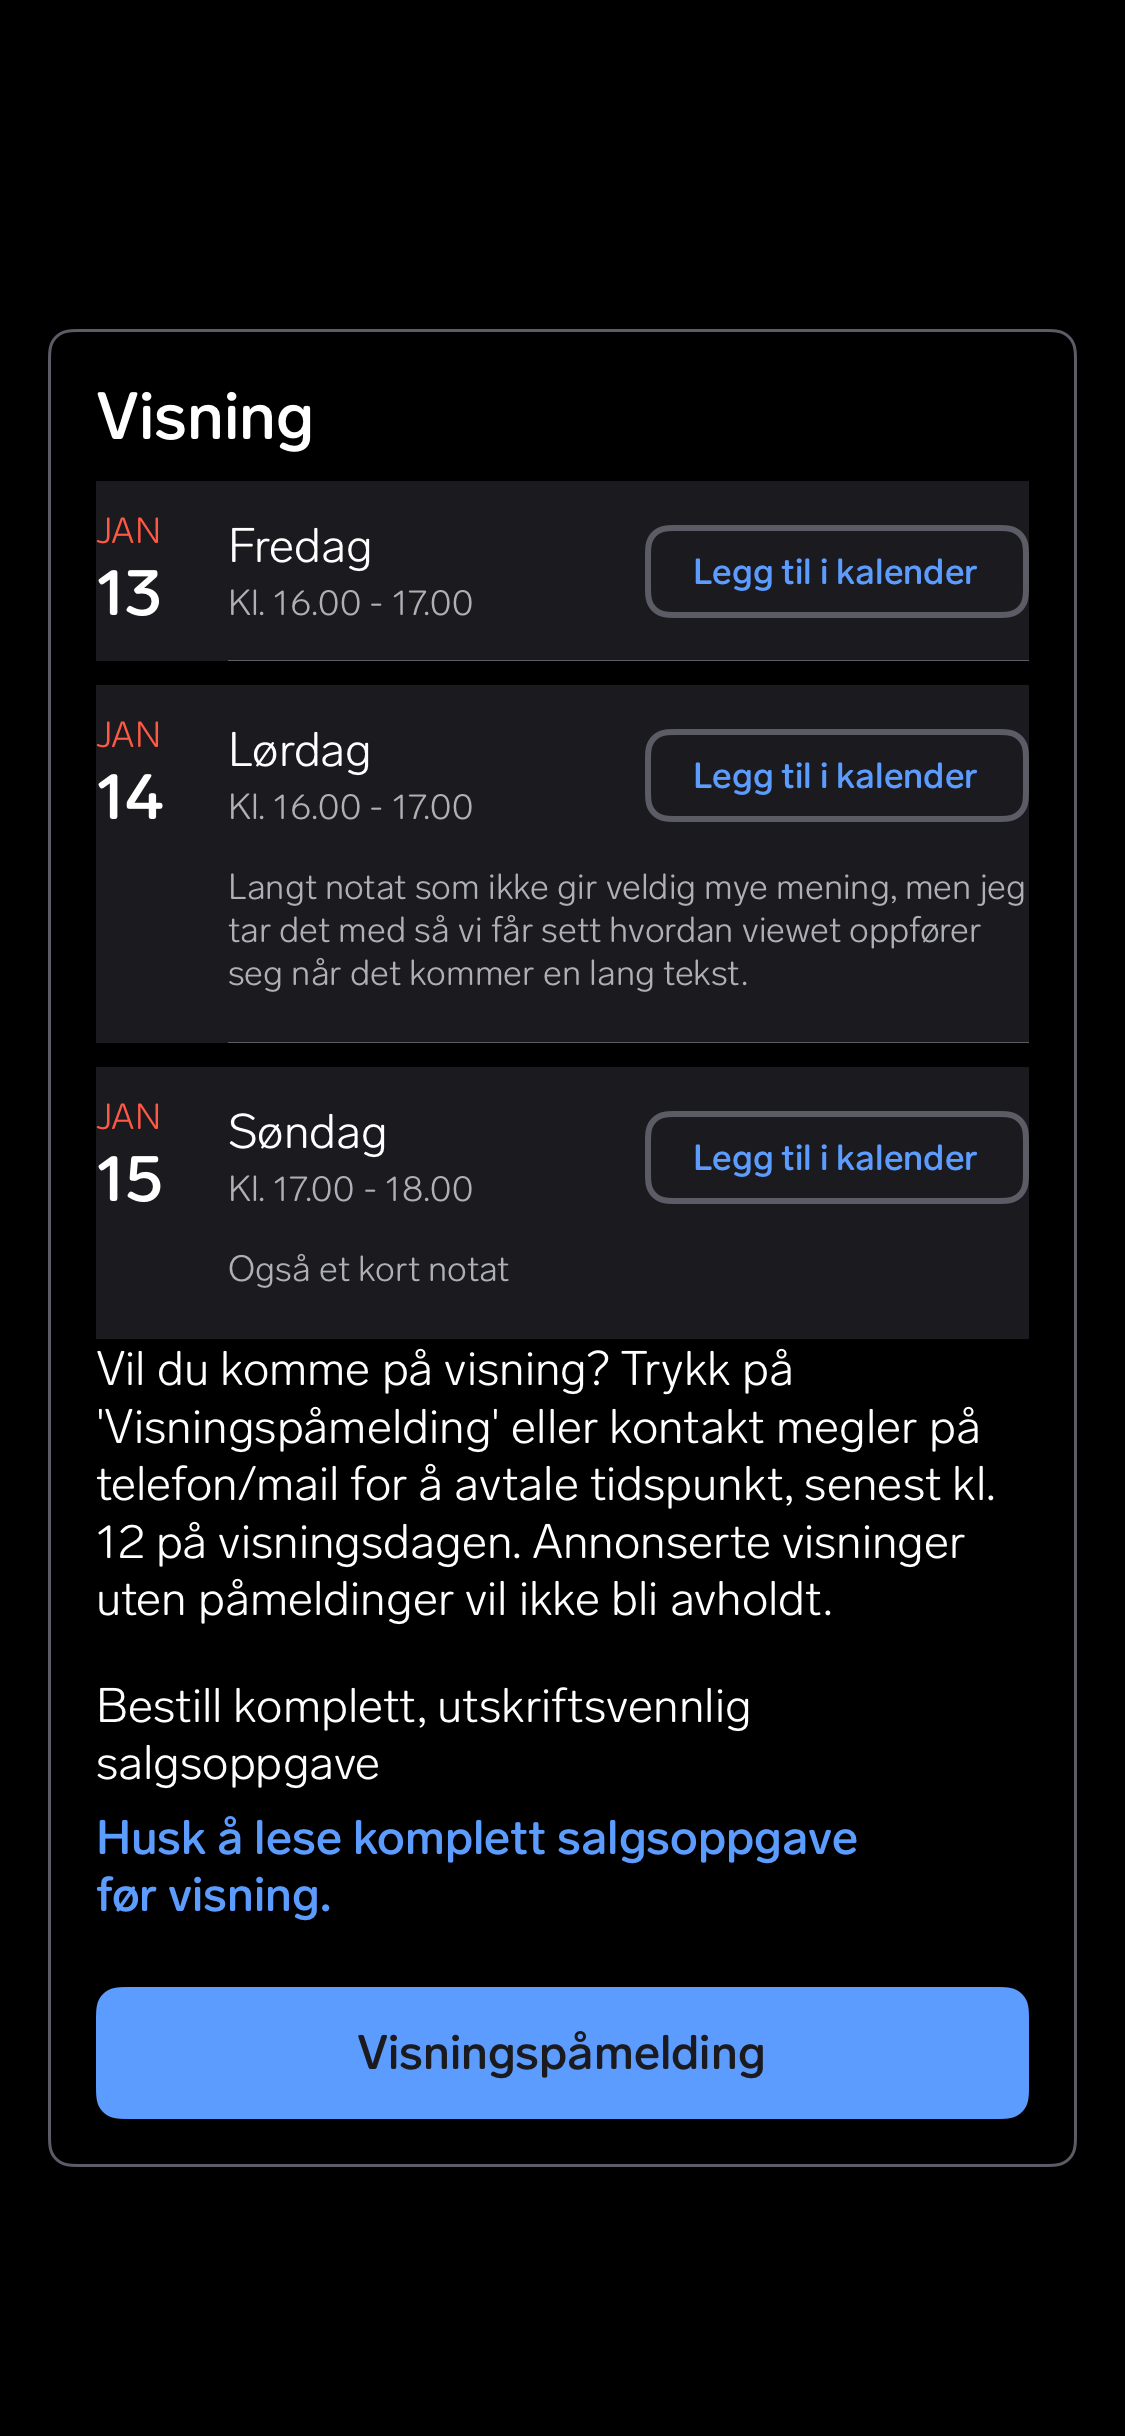 Visning
JAN
13
Fredag
Kl. 16.00 - 17.00
Legg til i kalender
JAN
14
Lørdag
Kl. 16.00 - 17.00
Legg til i kalender
Langt notat som ikke gir veldig mye mening, men jeg
tar det med så vi får sett hvordan viewet oppfører
seg når det kommer en lang tekst.
JAN
15
Søndag
Kl. 17.00 - 18.00
Legg til i kalender
Også et kort notat
Vil du komme på visning? Trykk på
'Visningspåmelding' eller kontakt megler på
telefon/mail for å avtale tidspunkt, senest kl.
12 på visningsdagen. Annonserte visninger
uten påmeldinger vil ikke bli avholdt.
Bestill komplett, utskriftsvennlig
salgsoppgave
Husk å lese komplett salgsoppgave
før visning.
Visningspåmelding